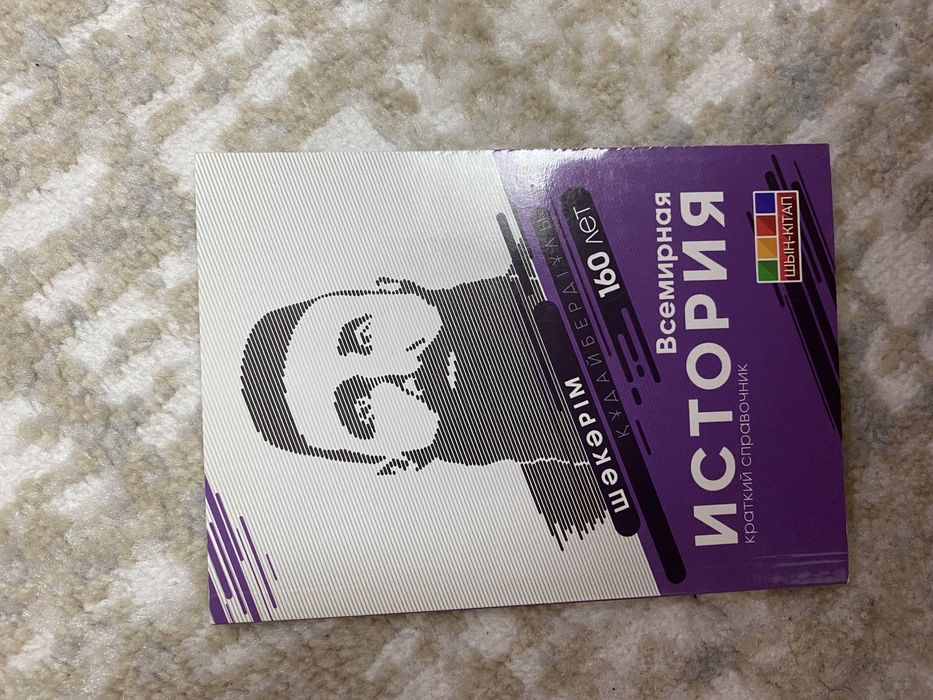 ШӘКӘРІМ
ҚҰДАЙБЕРДІҰЛЫ
160 лет
Всемирная
ИСТОРИЯ
краткий справочник
ШЫҢ-КІТАП